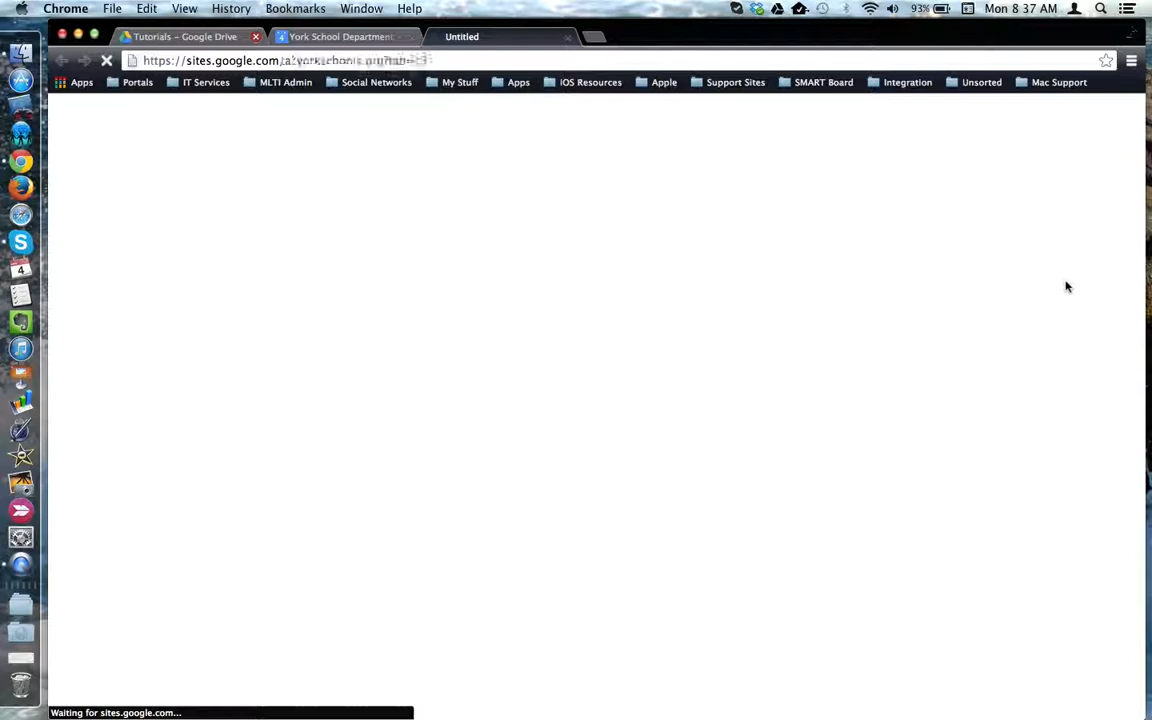 Chrome File Edit View History Bookmarks Window Help 93% Mon 8:37 AM
Tutorials – Google Drive York School Department Untitled
https://sites.google.com
Apps Portals IT Services MLTI Admin Social Networks My Stuff Apps iOS Resources Apple Support Sites SMART Board Integration Unsorted Mac Support
S
4
Waiting for sites.google.com...